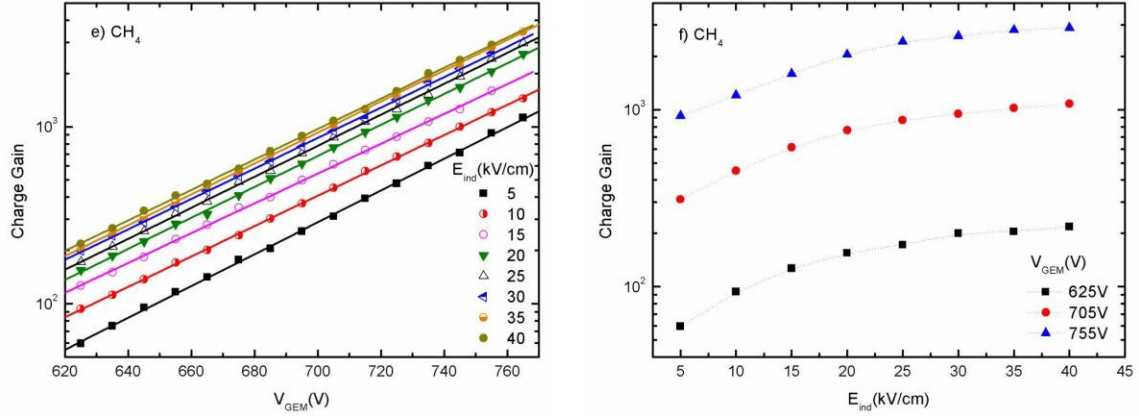 e) CH4
Charge Gain
10^3
10^2
E_ind(kV/cm)
5
10
15
20
25
30
35
40
620 640 660 680 700 720 740 760
V_GEM(V)
f) CH4
Charge Gain
10^3
10^2
V_GEM(V)
625V
705V
755V
5 10 15 20 25 30 35 40 45
E_ind(kV/cm)